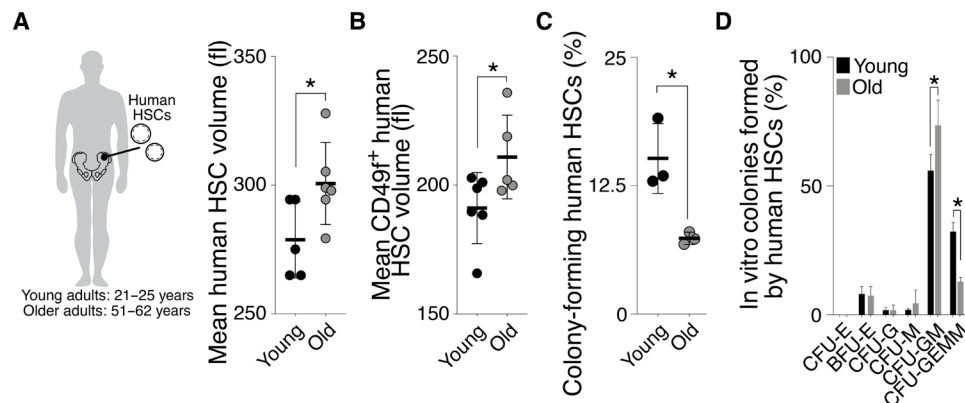 A
Human
HSCs
Young adults: 21–25 years
Older adults: 51–62 years
Mean human HSC volume (fl)
350
300
250
*
Young
Old
B
Mean CD49f+ human
HSC volume (fl)
250
200
150
*
Young
Old
C
Colony-forming human HSCs (%)
25
12.5
0
*
Young
Old
D
In vitro colonies formed
by human HSCs (%)
100
50
0
Young
Old
*
*
CFU-E
BFU-E
CFU-G
CFU-M
CFU-GM
CFU-GEMM